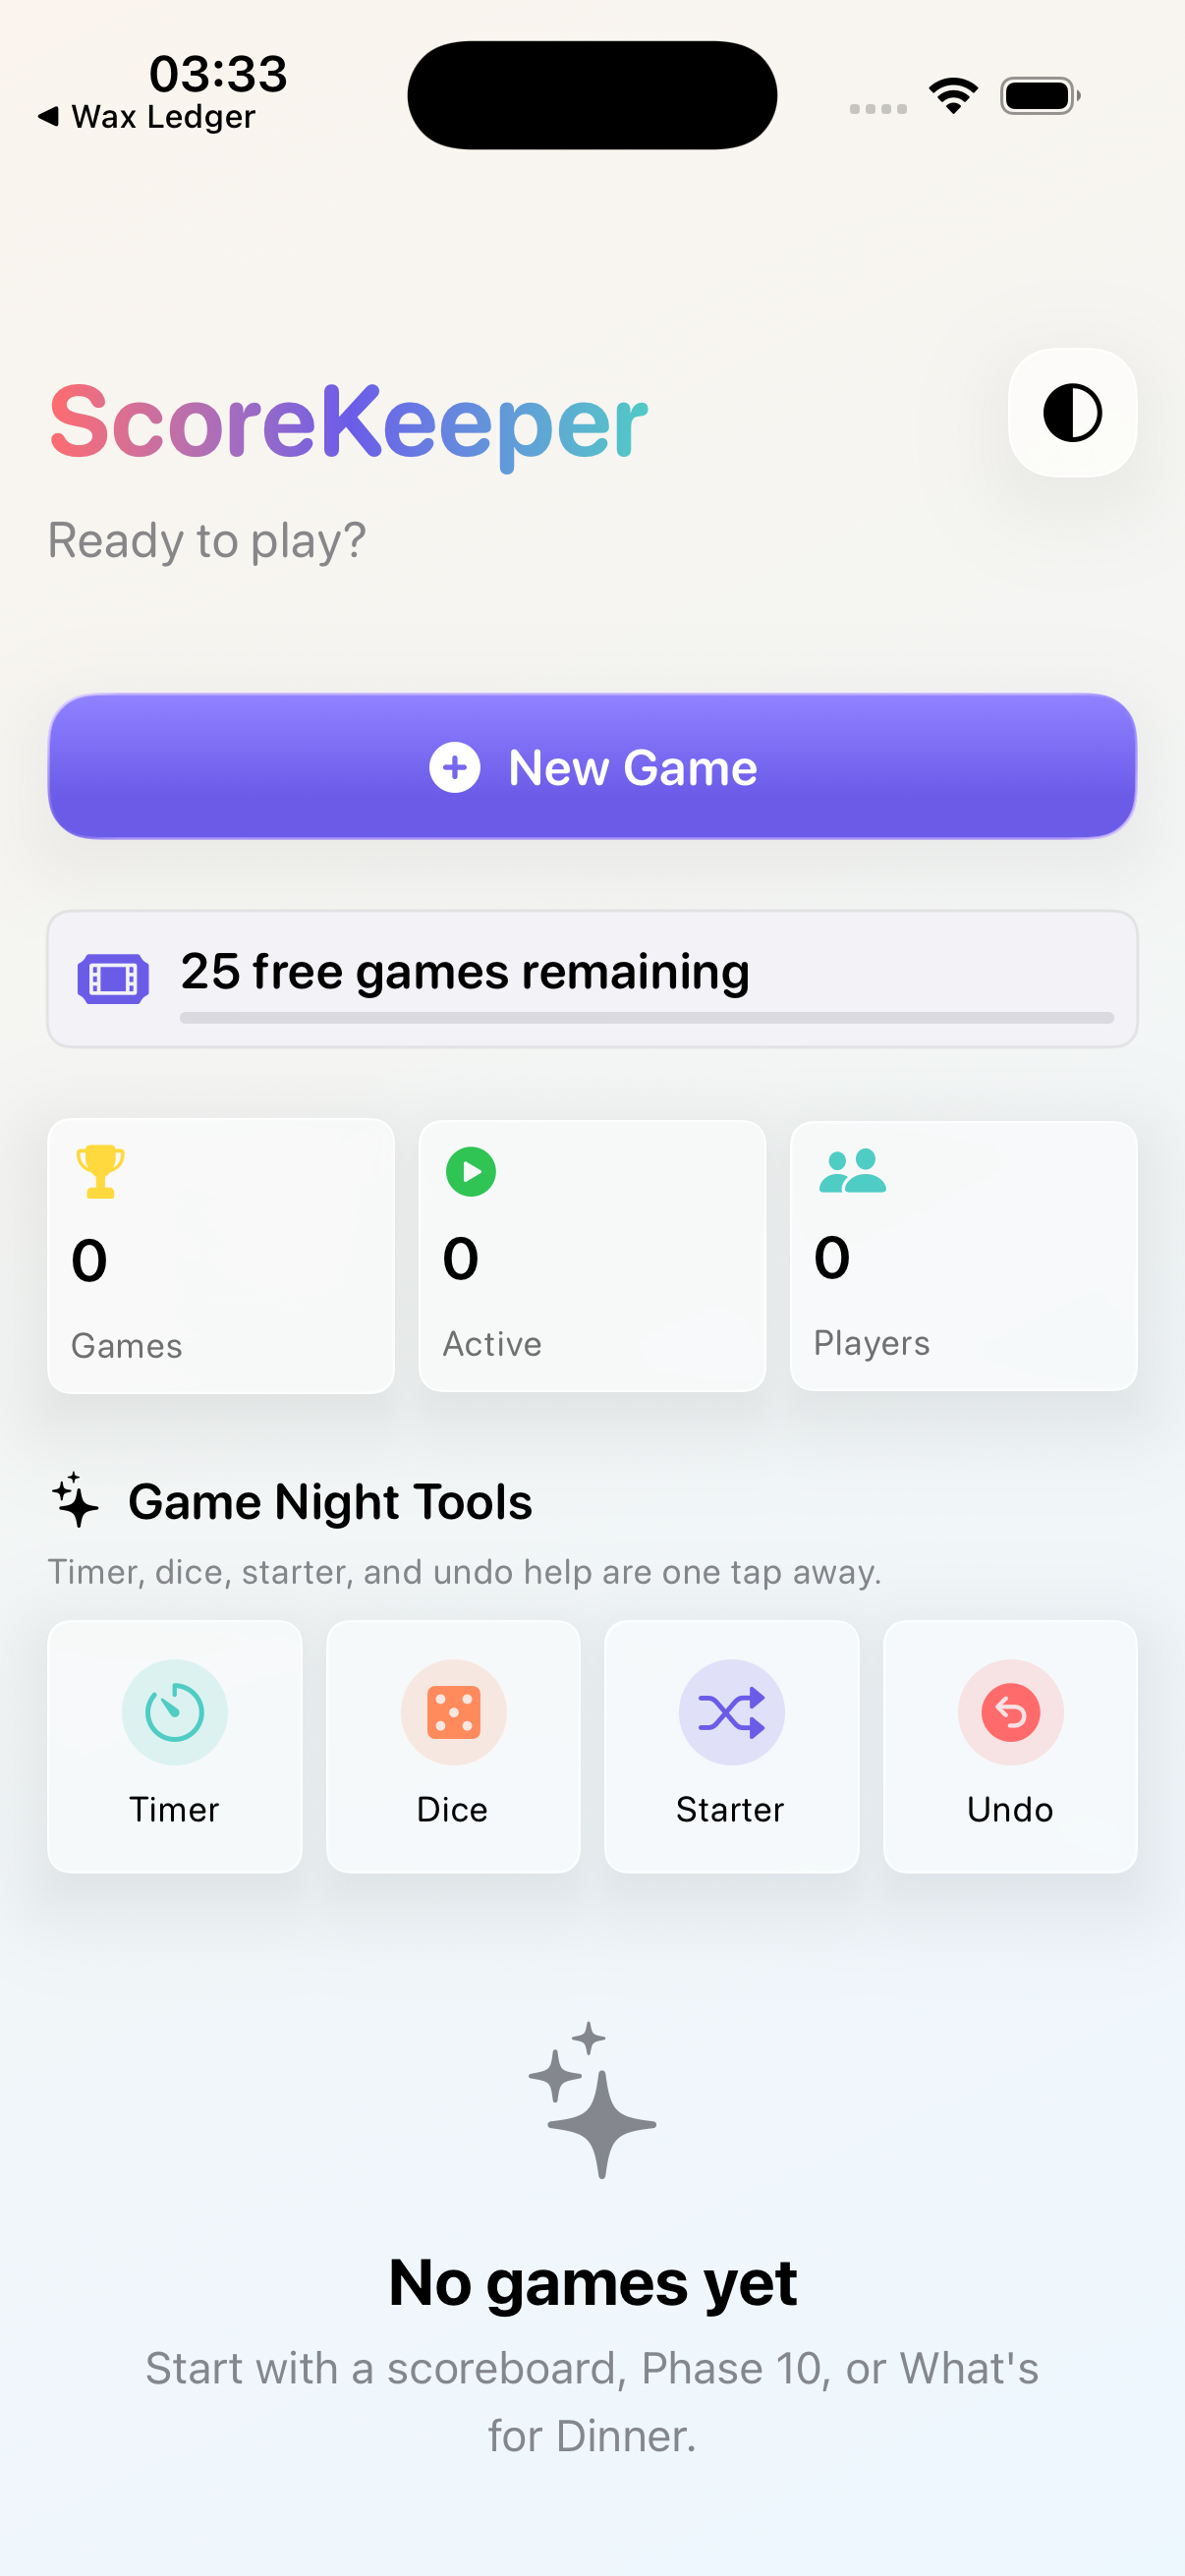 03:33
◀ Wax Ledger
ScoreKeeper
Ready to play?
New Game
25 free games remaining
0
Games
0
Active
0
Players
Game Night Tools
Timer, dice, starter, and undo help are one tap away.
Timer
Dice
Starter
Undo
No games yet
Start with a scoreboard, Phase 10, or What's
for Dinner.